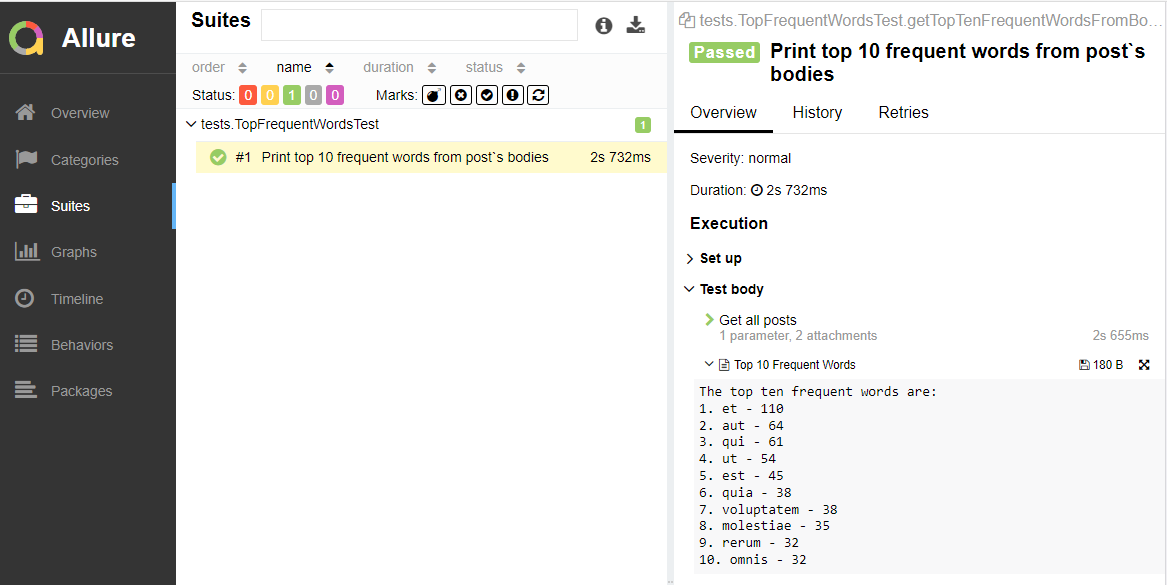 Allure
Overview
Categories
Suites
Graphs
Timeline
Behaviors
Packages
Suites
order name duration status
Status: 0 0 1 0 0 Marks:
tests.TopFrequentWordsTest 1
#1 Print top 10 frequent words from post`s bodies 2s 732ms
tests.TopFrequentWordsTest.getTopTenFrequentWordsFromBo...
Passed Print top 10 frequent words from post`s
bodies
Overview History Retries
Severity: normal
Duration: 2s 732ms
Execution
Set up
Test body
Get all posts
1 parameter, 2 attachments 2s 655ms
Top 10 Frequent Words 180 B
The top ten frequent words are:
1. et - 110
2. aut - 64
3. qui - 61
4. ut - 54
5. est - 45
6. quia - 38
7. voluptatem - 38
8. molestiae - 35
9. rerum - 32
10. omnis - 32